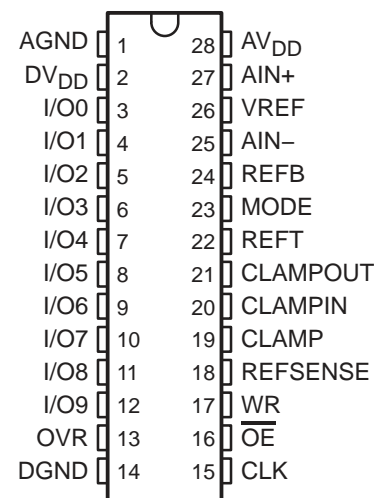 AGND 1 28 AVDD
DVDD 2 27 AIN+
I/O0 3 26 VREF
I/O1 4 25 AIN−
I/O2 5 24 REFB
I/O3 6 23 MODE
I/O4 7 22 REFT
I/O5 8 21 CLAMPOUT
I/O6 9 20 CLAMPIN
I/O7 10 19 CLAMP
I/O8 11 18 REFSENSE
I/O9 12 17 WR
OVR 13 16 O̅E̅
DGND 14 15 CLK